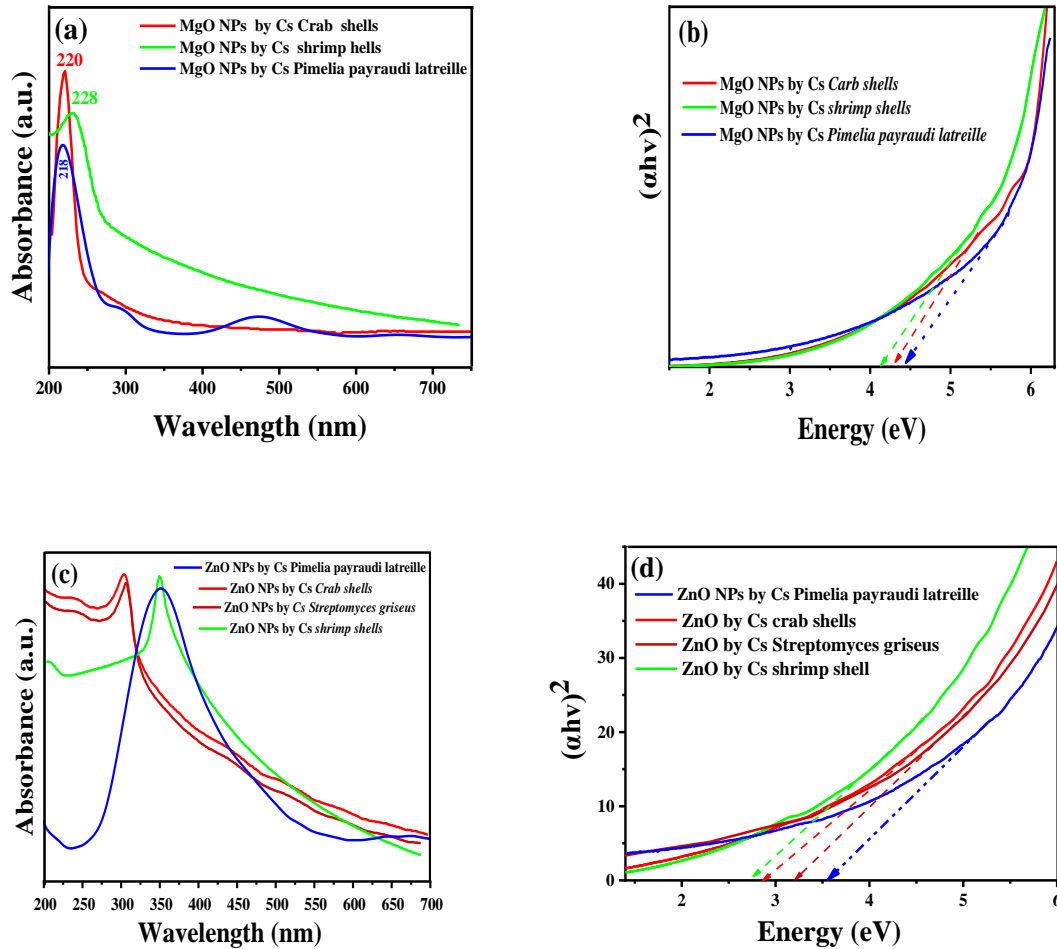 (a)
MgO NPs by Cs Crab shells
MgO NPs by Cs shrimp hells
MgO NPs by Cs Pimelia payraudi latreille
220
228
218
Absorbance (a.u.)
200 300 400 500 600 700
Wavelength (nm)
(b)
MgO NPs by Cs Carb shells
MgO NPs by Cs shrimp shells
MgO NPs by Cs Pimelia payraudi latreille
(αhv)²
2 3 4 5 6
Energy (eV)
(c)
ZnO NPs by Cs Pimelia payraudi latreille
ZnO NPs by Cs Crab shells
ZnO NPs by Cs Streptomyces griseus
ZnO NPs by Cs shrimp shells
Absorbance (a.u.)
200 250 300 350 400 450 500 550 600 650 700
Wavelength (nm)
(d)
ZnO NPs by Cs Pimelia payraudi latreille
ZnO by Cs crab shells
ZnO by Cs Streptomyces griseus
ZnO by Cs shrimp shell
(αhv)²
40
30
20
10
0
2 3 4 5 6
Energy (eV)